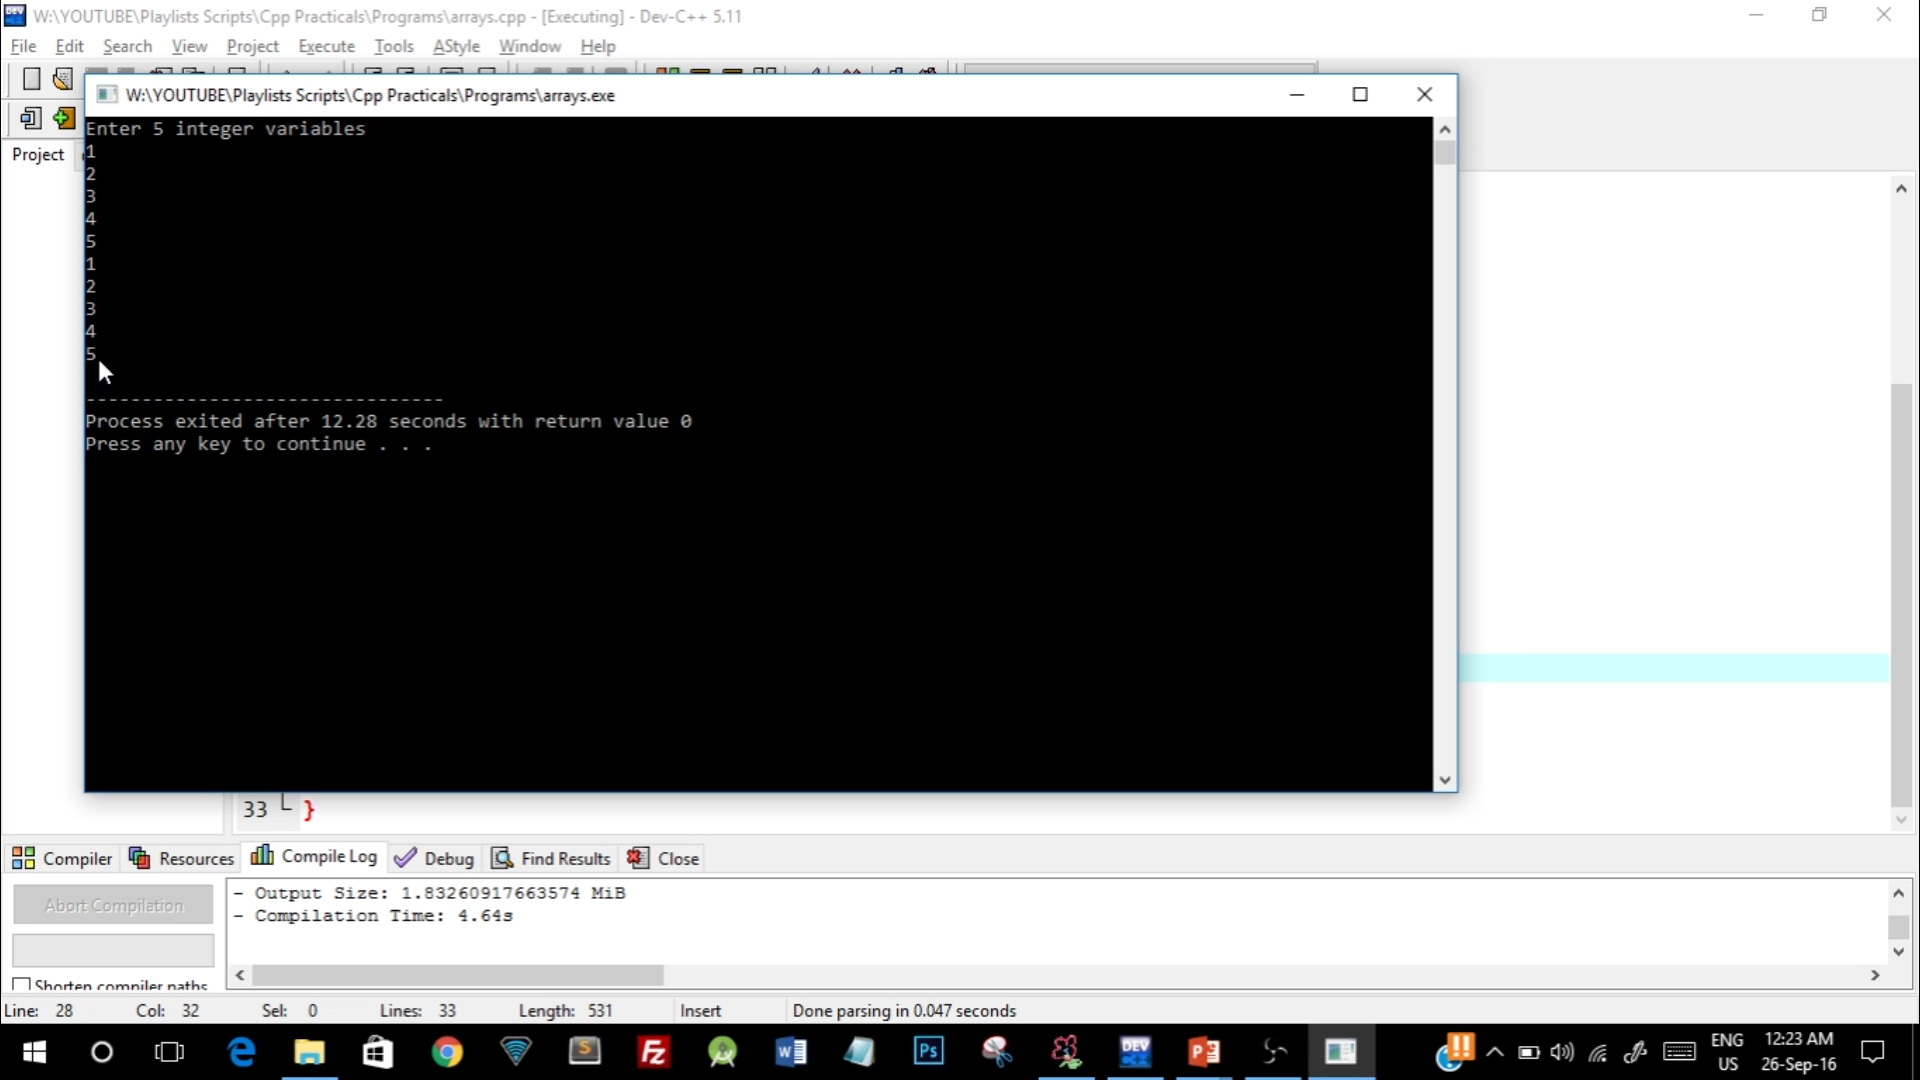 W:\YOUTUBE\Playlists Scripts\Cpp Practicals\Programs\arrays.cpp - [Executing] - Dev-C++ 5.11
File Edit Search View Project Execute Tools AStyle Window Help
W:\YOUTUBE\Playlists Scripts\Cpp Practicals\Programs\arrays.exe
Project
Enter 5 integer variables
1
2
3
4
5
1
2
3
4
5
--------------------------------
Process exited after 12.28 seconds with return value 0
Press any key to continue . . .
33 }
Compiler Resources Compile Log Debug Find Results Close
Abort Compilation
- Output Size: 1.83260917663574 MiB
- Compilation Time: 4.64s
Shorten compiler paths
Line: 28 Col: 32 Sel: 0 Lines: 33 Length: 531 Insert Done parsing in 0.047 seconds
ENG 12:23 AM
US 26-Sep-16